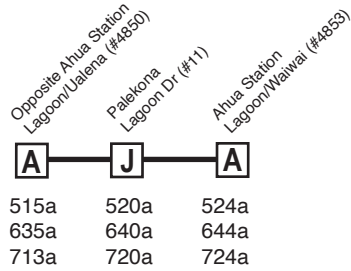 Opposite Ahua Station
Lagoon/Ualena (#4850)
Palekona
Lagoon Dr (#11)
Ahua Station
Lagoon/Waiwai (#4853)
A J A
515a 520a 524a
635a 640a 644a
713a 720a 724a